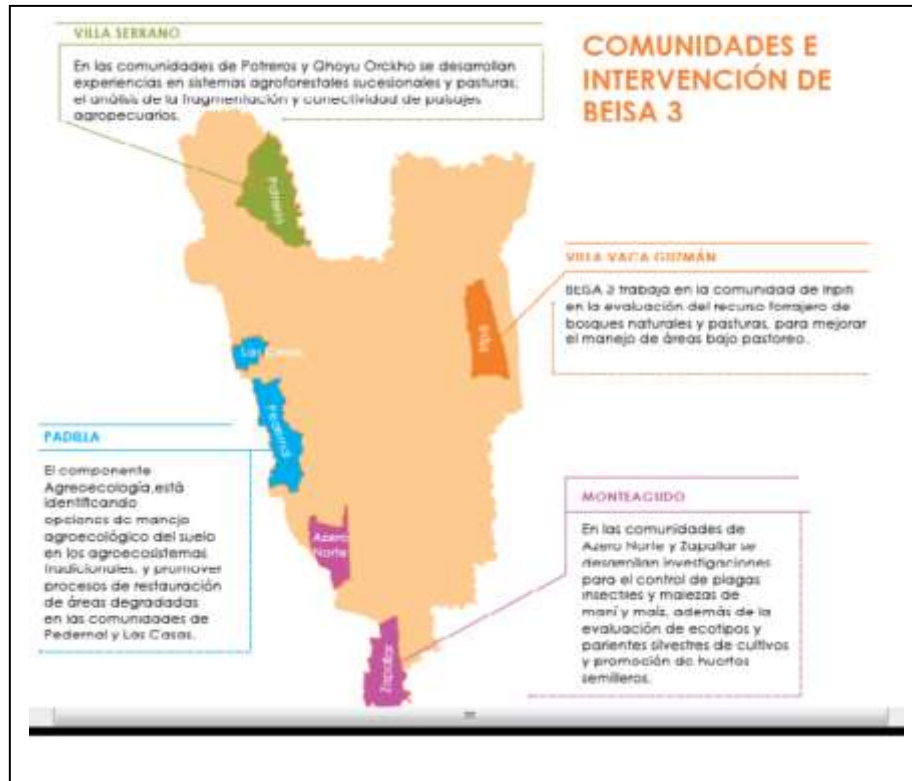 VILLA SERRANO
En las comunidades de Potreros y Qhoyu Orckho se desarrollan
experiencias en sistemas agroforestales sucesionales y pasturas,
el análisis de la fragmentación y conectividad de paisajes
agropecuarios.
COMUNIDADES E
INTERVENCIÓN DE
BEISA 3
Potreros
VILLA VACA GUZMÁN
BEISA 3 trabaja en la comunidad de Iripiti
en la evaluación del recurso forrajero de
bosques naturales y pasturas, para mejorar
el manejo de áreas bajo pastoreo.
Las Casas
Pedernal
PADILLA
El componente
Agroecología,está
identificando
opciones de manejo
agroecológico del suelo
en los agroecosistemas
tradicionales, y promover
procesos de restauración
de áreas degradadas
en las comunidades de
Pedernal y Las Casas.
Azero
Norte
Zapallar
MONTEAGUDO
En las comunidades de
Azero Norte y Zapallar se
desarrollan investigaciones
para el control de plagas
insectiles y malezas de
maní y maíz, además de la
evaluación de ecotipos y
parientes silvestres de cultivos
y promoción de huertos
semilleros.